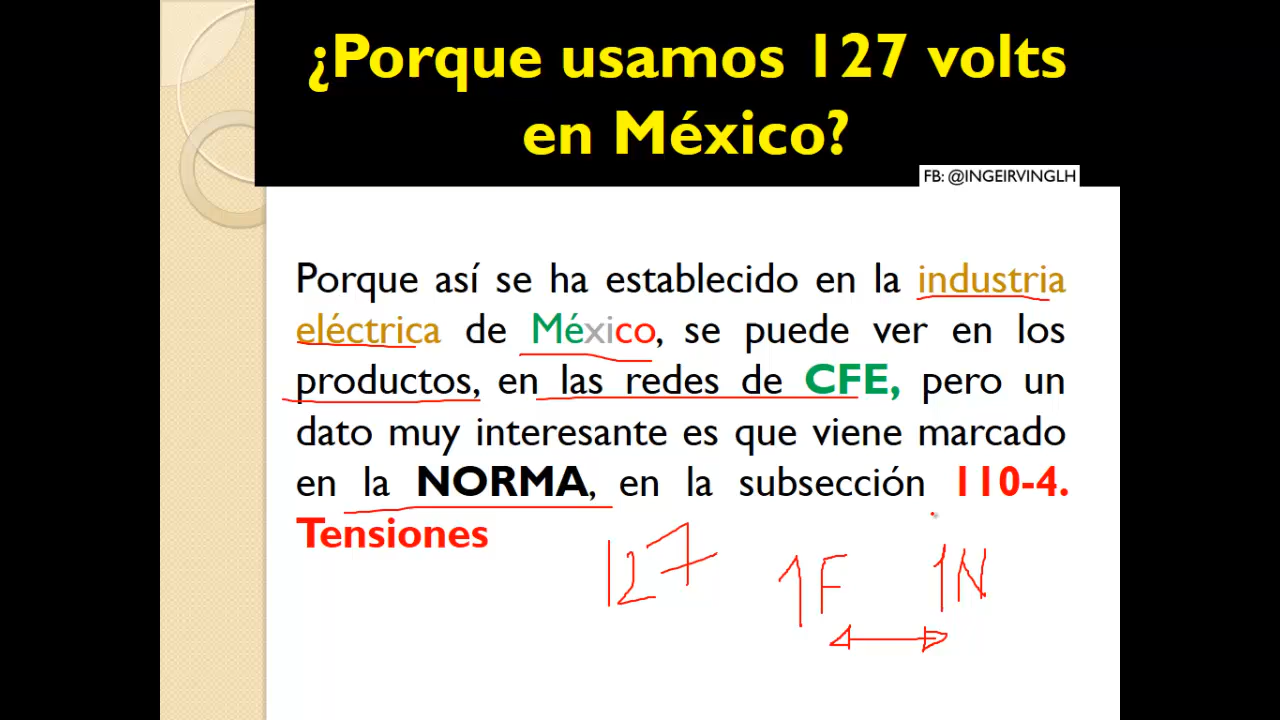 ¿Porque usamos 127 volts
en México?
FB: @INGEIRVINGLH
Porque así se ha establecido en la industria
eléctrica de México, se puede ver en los
productos, en las redes de CFE, pero un
dato muy interesante es que viene marcado
en la NORMA, en la subsección 110-4.
Tensiones
127 1F 1N